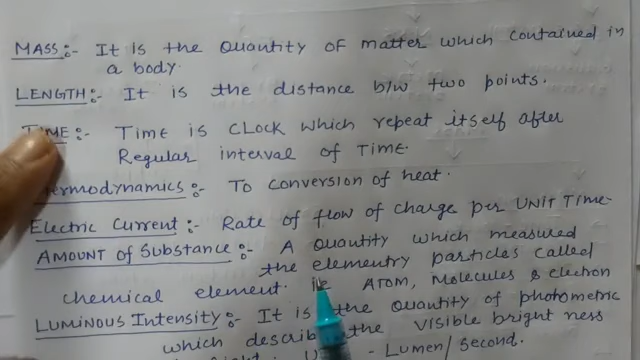 MASS:- It is the Quantity of matter which contained in
a body.
LENGTH:- It is the distance b/w two points.
TIME:- Time is CLOCK which repeat itself after
Regular interval of Time.
Thermodynamics:- To conversion of heat.
Electric Current:- Rate of flow of charge per UNIT Time.
AMOUNT of Substance:- A Quantity which measured
the elementry particles called
chemical element. ie Atom, Molecules & electron
LUMINOUS Intensity:- It is the quantity of photometric
which describe the visible bright ness
- Lumen/second.